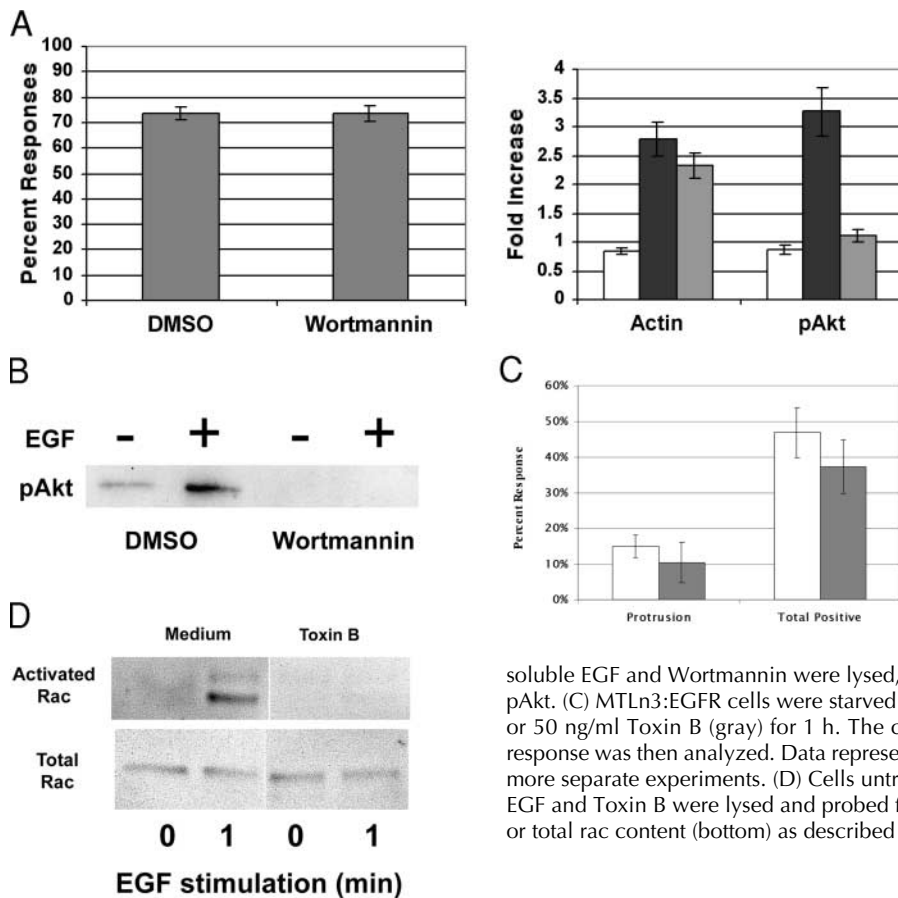 A
100
90
80
70
60
50
40
30
20
10
0
Percent Responses
DMSO Wortmannin
4
3.5
3
2.5
2
1.5
1
0.5
0
Fold Increase
Actin pAkt
B
EGF - + - +
pAkt
DMSO Wortmannin
C
60%
50%
40%
30%
20%
10%
0%
Percent Response
Protrusion Total Positive
D
Medium Toxin B
Activated
Rac
Total
Rac
0 1 0 1
EGF stimulation (min)
soluble EGF and Wortmannin were lysed,
pAkt. (C) MTLn3:EGFR cells were starved
or 50 ng/ml Toxin B (gray) for 1 h. The
response was then analyzed. Data represe
more separate experiments. (D) Cells untr
EGF and Toxin B were lysed and probed
or total rac content (bottom) as described